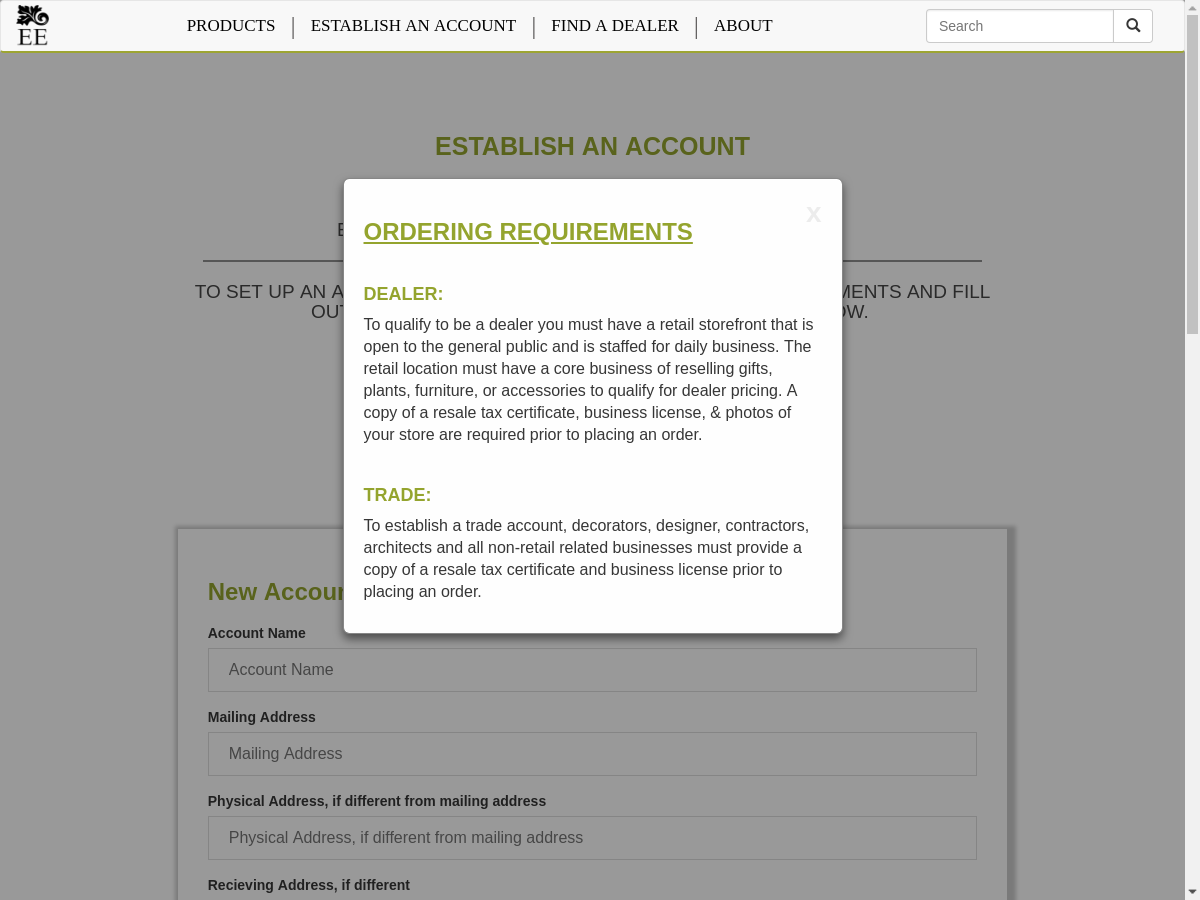 EE
PRODUCTS | ESTABLISH AN ACCOUNT | FIND A DEALER | ABOUT
Search
ESTABLISH AN ACCOUNT
x
ORDERING REQUIREMENTS
TO SET UP AN
MENTS AND FILL
DEALER:
To qualify to be a dealer you must have a retail storefront that is
open to the general public and is staffed for daily business. The
retail location must have a core business of reselling gifts,
plants, furniture, or accessories to qualify for dealer pricing. A
copy of a resale tax certificate, business license, & photos of
your store are required prior to placing an order.
TRADE:
To establish a trade account, decorators, designer, contractors,
architects and all non-retail related businesses must provide a
copy of a resale tax certificate and business license prior to
placing an order.
New Accour
Account Name
Account Name
Mailing Address
Mailing Address
Physical Address, if different from mailing address
Physical Address, if different from mailing address
Recieving Address, if different